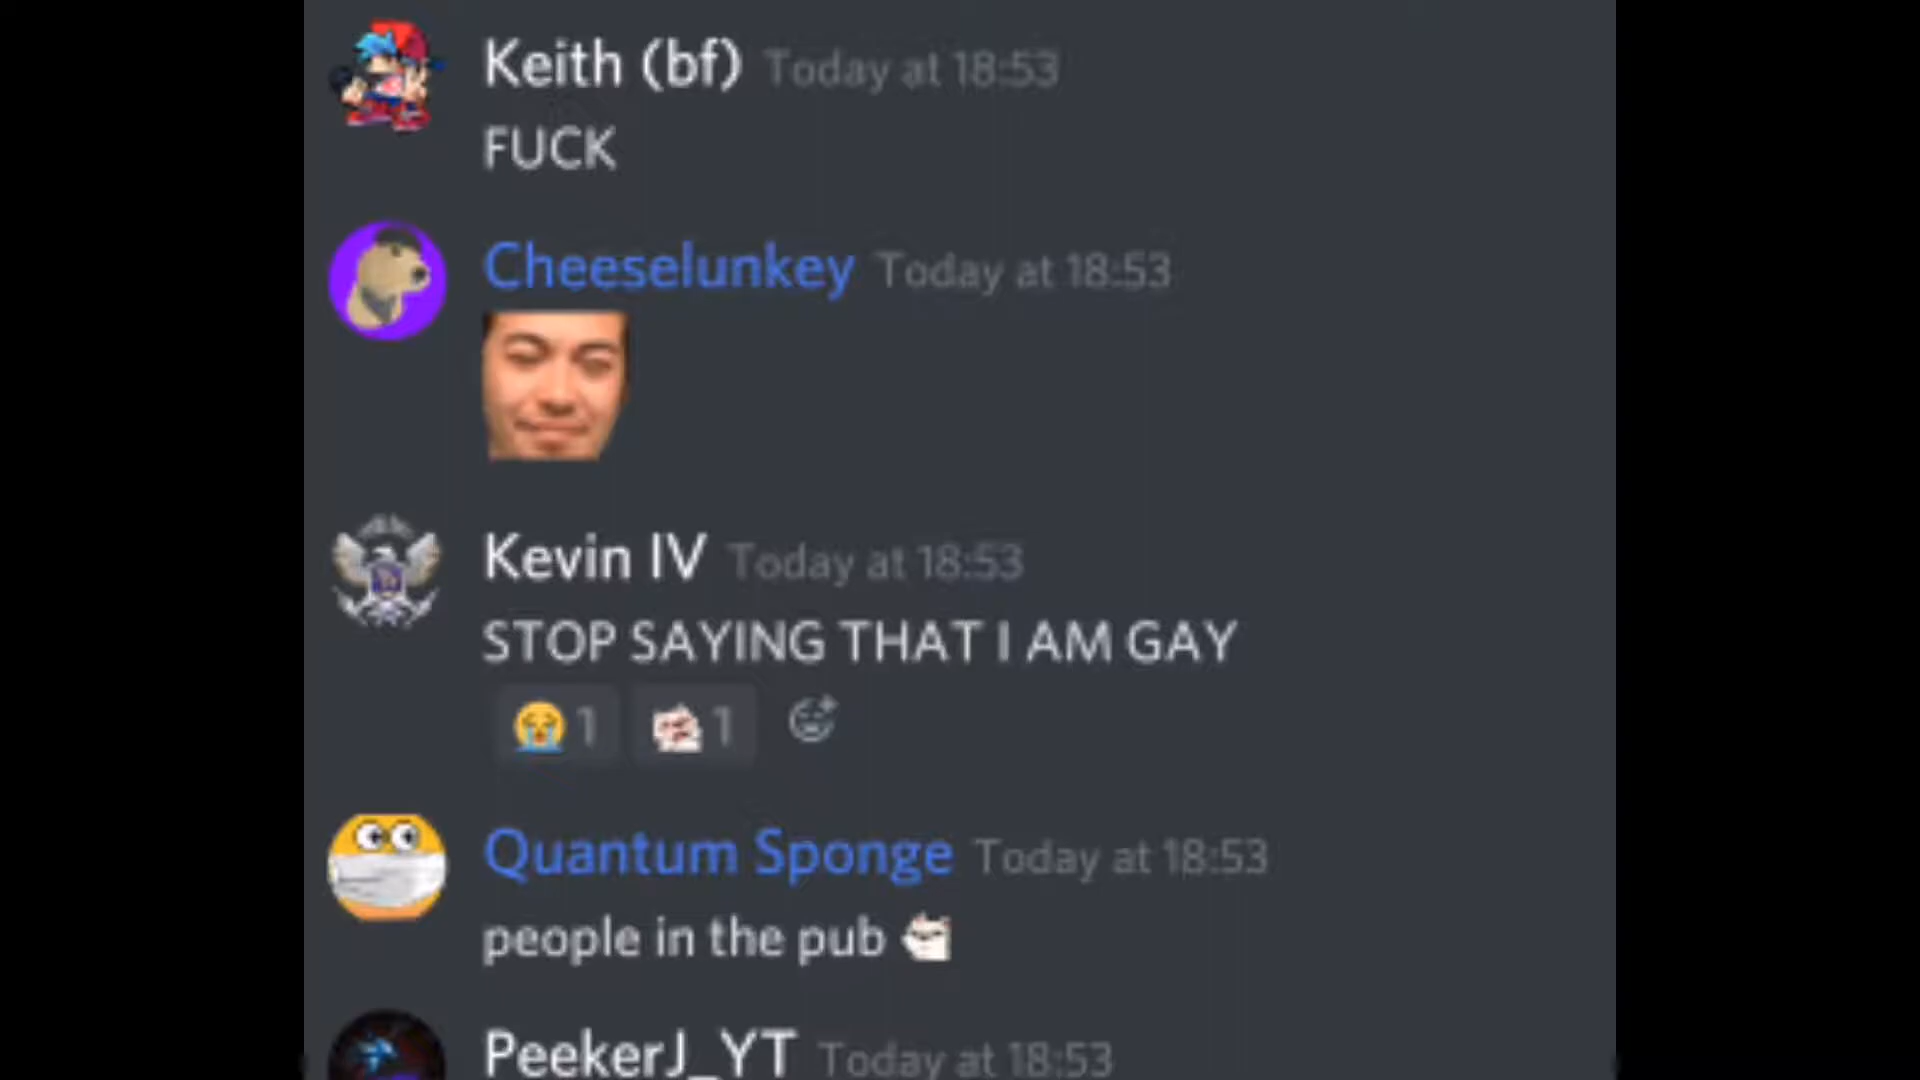 Keith (bf) Today at 18:53
FUCK
Cheeselunkey Today at 18:53
Kevin IV Today at 18:53
STOP SAYING THAT I AM GAY
1 1
Quantum Sponge Today at 18:53
people in the pub
PeekerJ_YT Today at 18:53